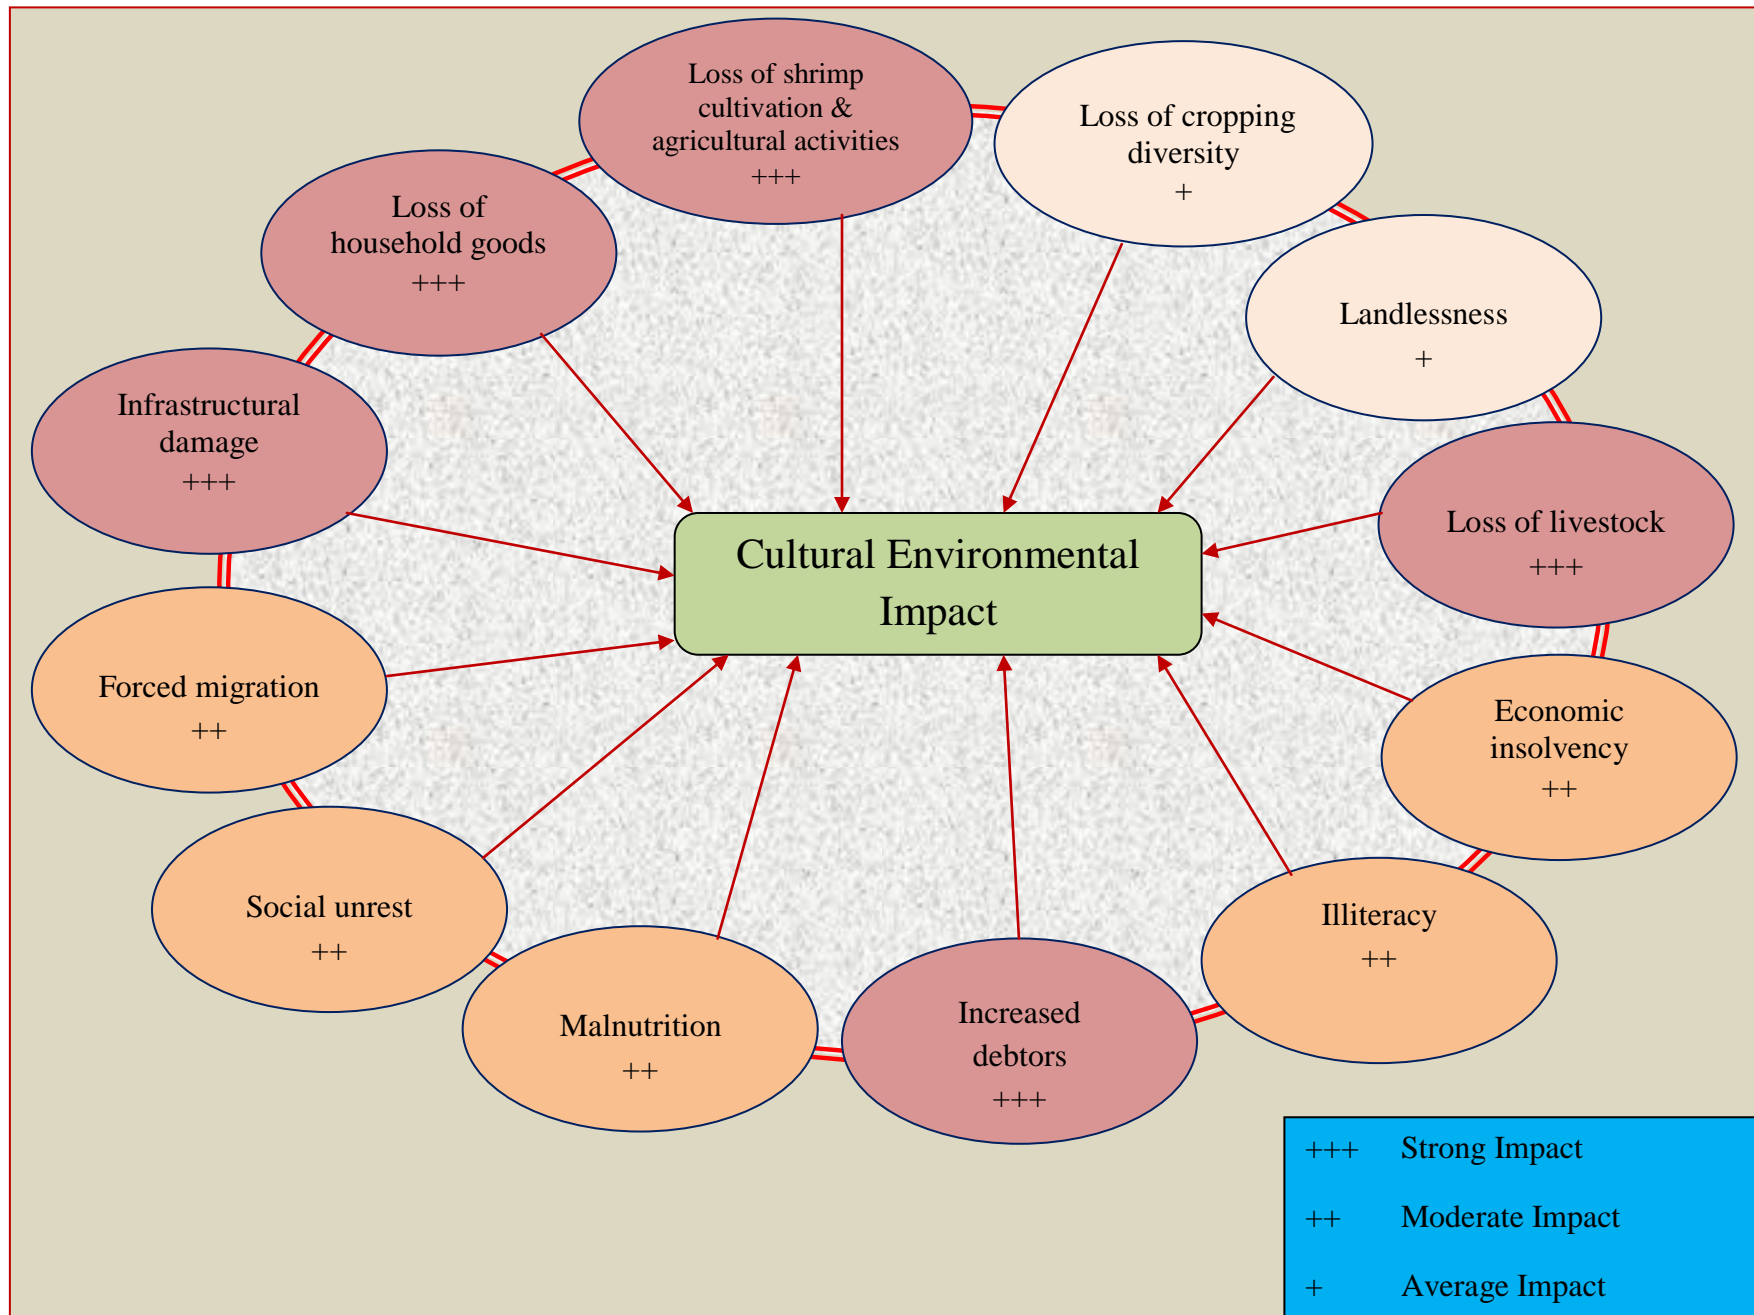 Loss of shrimp
cultivation &
agricultural activities
+++
Loss of cropping
diversity
+
Loss of
household goods
+++
Landlessness
+
Infrastructural
damage
+++
Loss of livestock
+++
Cultural Environmental
Impact
Forced migration
++
Economic
insolvency
++
Social unrest
++
Illiteracy
++
Malnutrition
++
Increased
debtors
+++
+++ Strong Impact
++ Moderate Impact
+ Average Impact